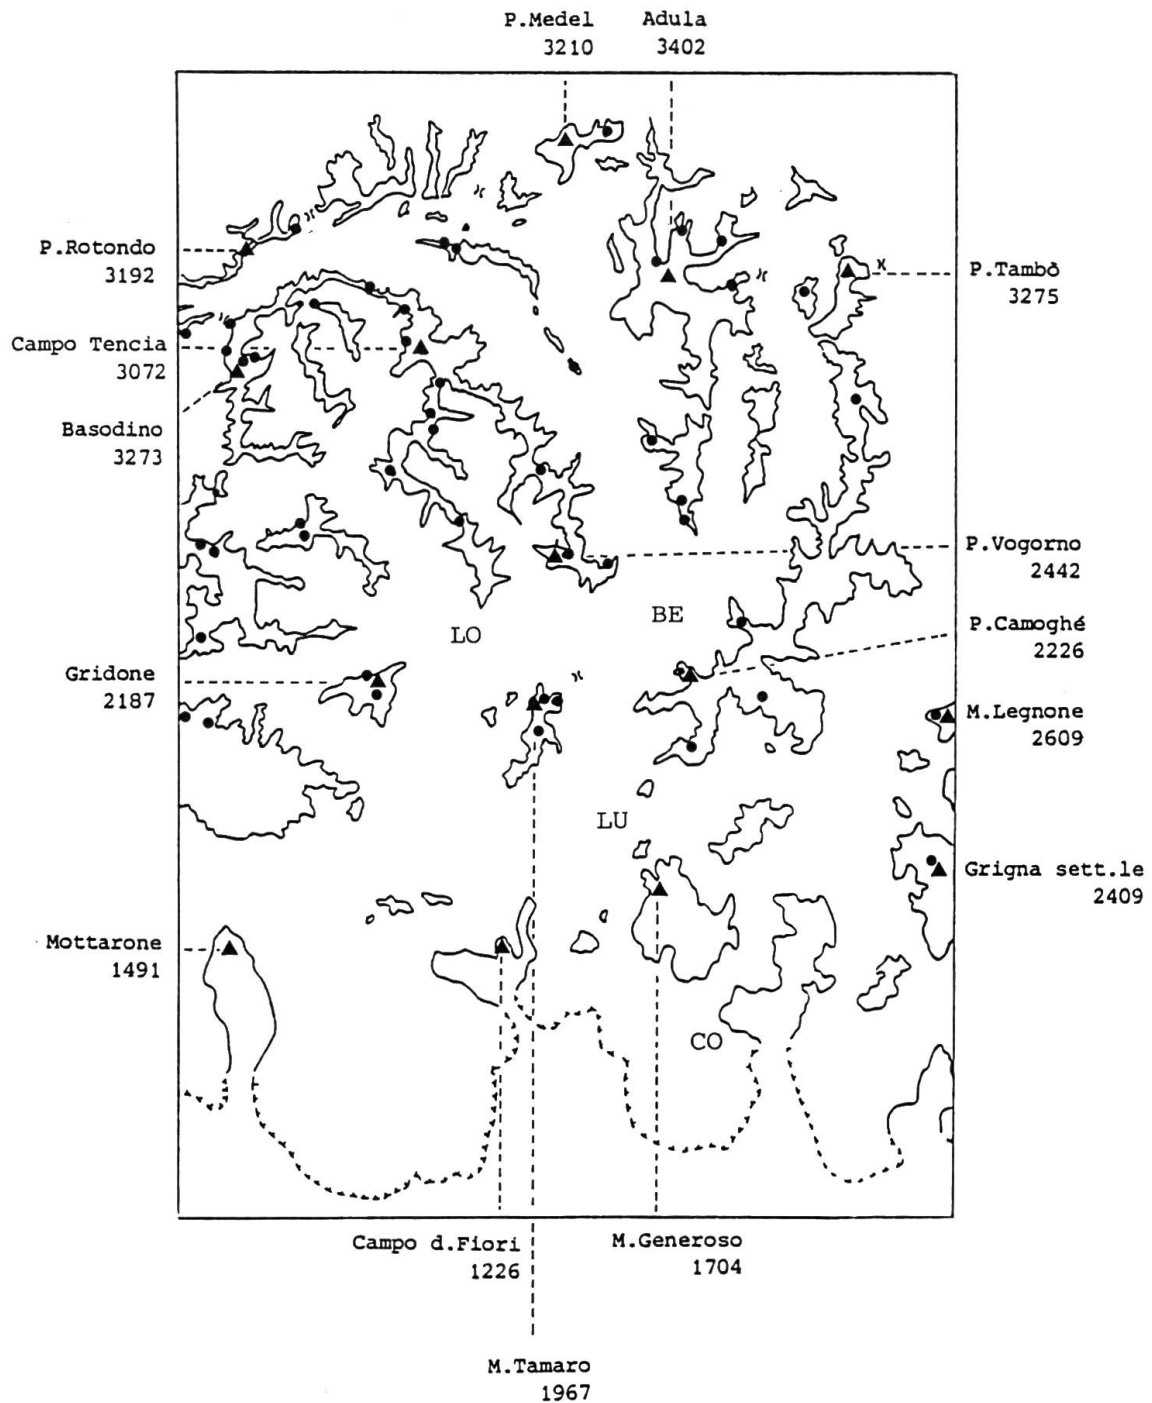 P.Medel
3210
Adula
3402
P.Rotondo
3192
P.Tambò
3275
Campo Tencia
3072
Basodino
3273
P.Vogorno
2442
BE
LO
P.Camoghé
2226
Gridone
2187
M.Legnone
2609
LU
Grigna sett.le
2409
Mottarone
1491
CO
Campo d.Fiori
1226
M.Generoso
1704
M.Tamaro
1967